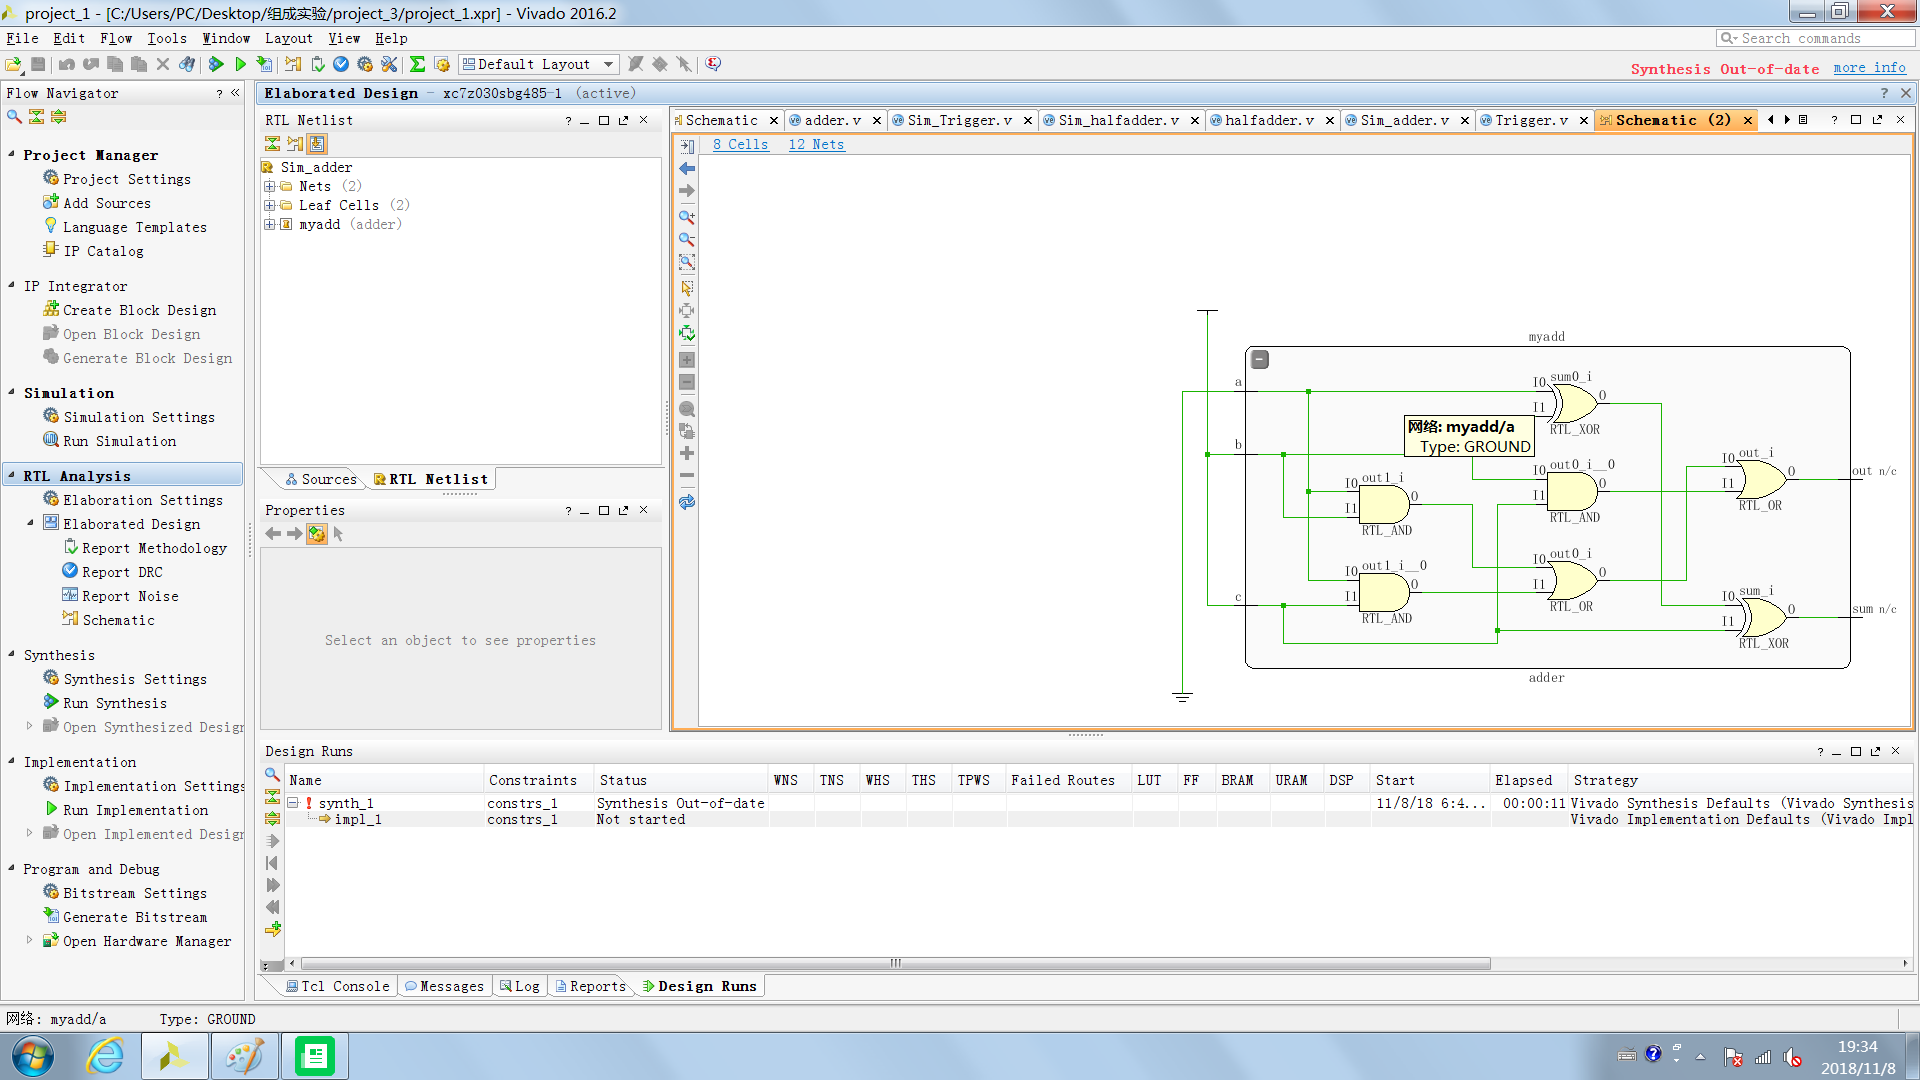 project_1 - [C:/Users/PC/Desktop/组成实验/project_3/project_1.xpr] - Vivado 2016.2
File Edit Flow Tools Window Layout View Help
Search commands
Default Layout
Synthesis Out-of-date more info
Flow Navigator
Project Manager
Project Settings
Add Sources
Language Templates
IP Catalog
IP Integrator
Create Block Design
Open Block Design
Generate Block Design
Simulation
Simulation Settings
Run Simulation
RTL Analysis
Elaboration Settings
Elaborated Design
Report Methodology
Report DRC
Report Noise
Schematic
Synthesis
Synthesis Settings
Run Synthesis
Open Synthesized Design
Implementation
Implementation Settings
Run Implementation
Open Implemented Design
Program and Debug
Bitstream Settings
Generate Bitstream
Open Hardware Manager
Elaborated Design - xc7z030sbg485-1 (active)
RTL Netlist
Sim_adder
Nets (2)
Leaf Cells (2)
myadd (adder)
Sources RTL Netlist
Properties
Select an object to see properties
Schematic adder.v Sim_Trigger.v Sim_halfadder.v halfadder.v Sim_adder.v Trigger.v Schematic (2)
8 Cells 12 Nets
myadd
a
b
c
I0 sum0_i
I1 O
RTL_XOR
网络: myadd/a
Type: GROUND
I0 out1_i
I1 O
RTL_AND
I0 out0_i__0
I1 O
RTL_AND
I0 out_i
I1 O
RTL_OR
out n/c
I0 out1_i__0
I1 O
RTL_AND
I0 out0_i
I1 O
RTL_OR
I0 sum_i
I1 O
RTL_XOR
sum n/c
adder
Design Runs
Name Constraints Status WNS TNS WHS THS TPWS Failed Routes LUT FF BRAM URAM DSP Start Elapsed Strategy
synth_1 constrs_1 Synthesis Out-of-date 11/8/18 6:4... 00:00:11 Vivado Synthesis Defaults (Vivado Synthesis
impl_1 constrs_1 Not started Vivado Implementation Defaults (Vivado Impl
Tcl Console Messages Log Reports Design Runs
网络: myadd/a Type: GROUND
19:34
2018/11/8